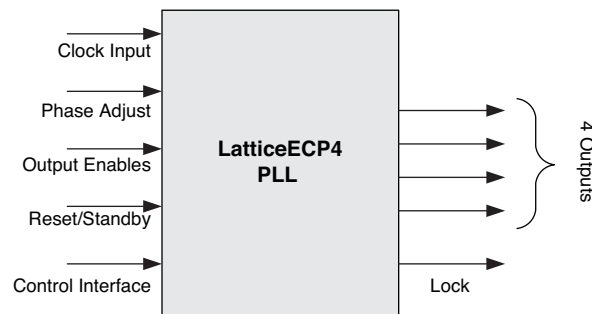 Clock Input
Phase Adjust
Output Enables
Reset/Standby
Control Interface
LatticeECP4
PLL
4 Outputs
Lock